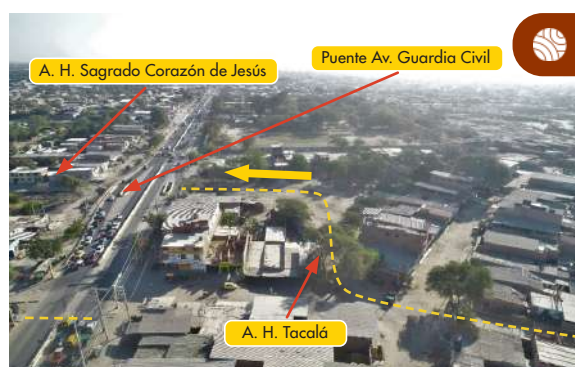 Puente Av. Guardia Civil
A. H. Sagrado Corazón de Jesús
A. H. Tacalá